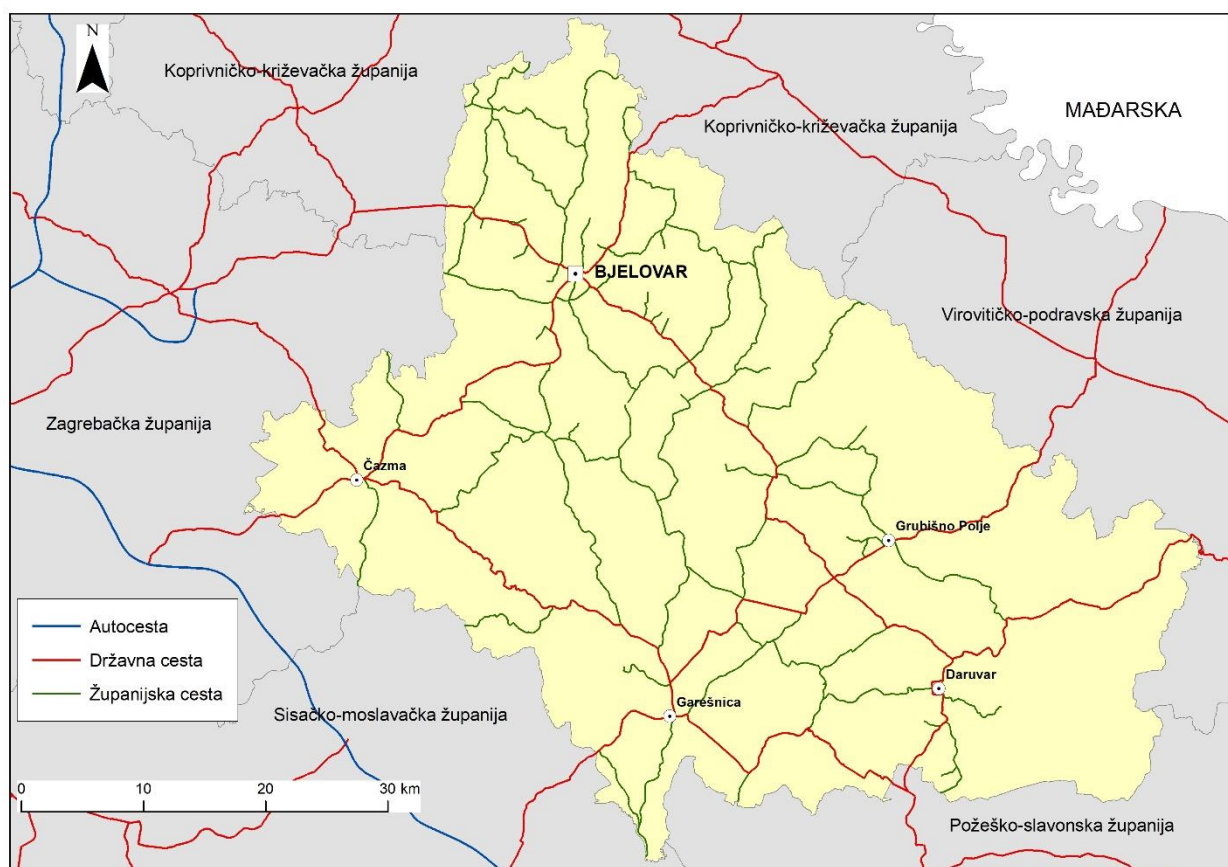 N
Koprivničko-križevačka županija
MAĐARSKA
Koprivničko-križevačka županija
BJELOVAR
Virovitičko-podravska županija
Zagrebačka županija
Čazma
Grubišno Polje
Autocesta
Državna cesta
Županijska cesta
Daruvar
Garešnica
Sisačko-moslavačka županija
0 10 20 30 km
Požeško-slavonska županija